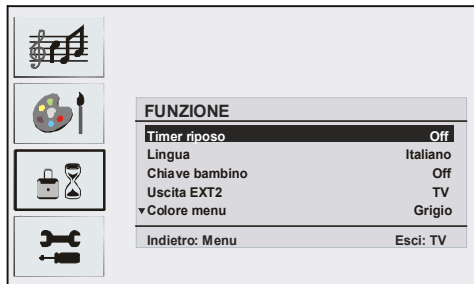 FUNZIONE
Timer riposo Off
Lingua Italiano
Chiave bambino Off
Uscita EXT2 TV
▼Colore menu Grigio
Indietro: Menu Esci: TV